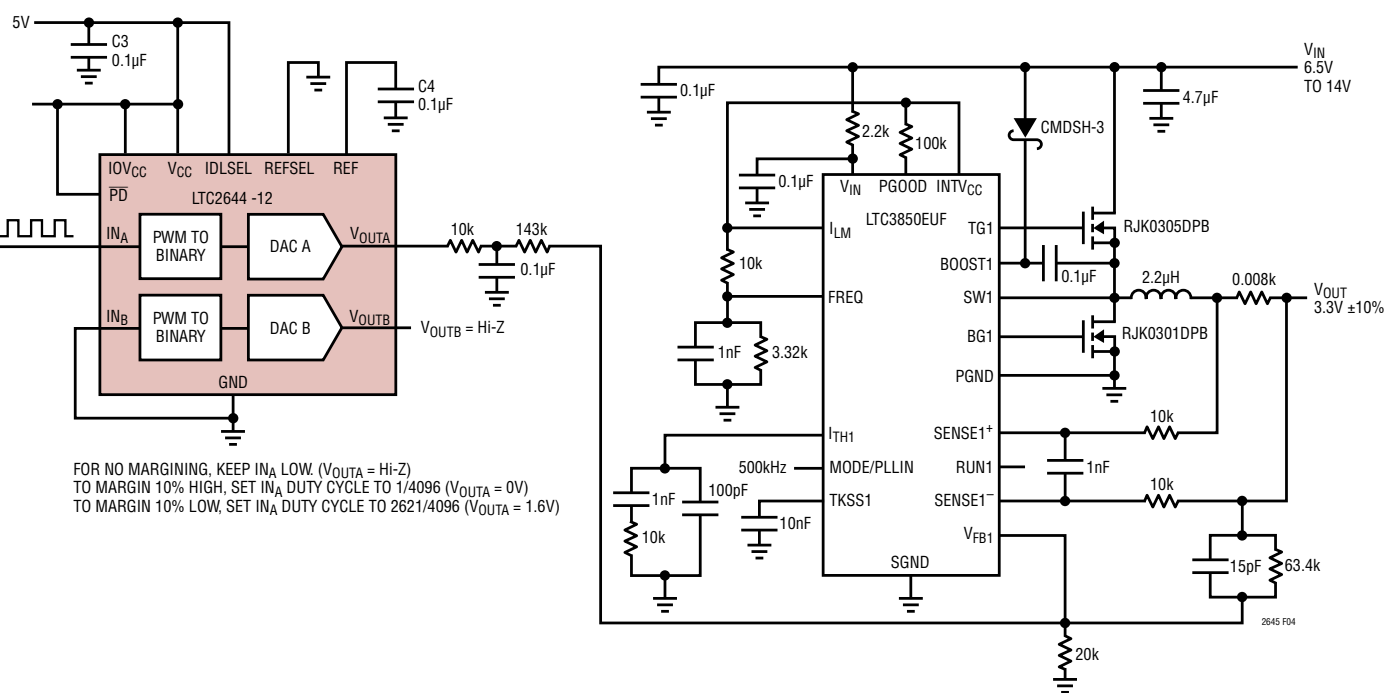 5V
C3
0.1µF
C4
0.1µF
IOVCC
VCC
IDLSEL
REFSEL
REF
PD
LTC2644 -12
INA
PWM TO
BINARY
DAC A
VOUTA
INB
PWM TO
BINARY
DAC B
VOUTB
VOUTB = Hi-Z
GND
10k
143k
0.1µF
FOR NO MARGINING, KEEP INA LOW. (VOUTA = Hi-Z)
TO MARGIN 10% HIGH, SET INA DUTY CYCLE TO 1/4096 (VOUTA = 0V)
TO MARGIN 10% LOW, SET INA DUTY CYCLE TO 2621/4096 (VOUTA = 1.6V)
VIN
6.5V
TO 14V
0.1µF
4.7µF
2.2k
100k
CMDSH-3
0.1µF
VIN
PGOOD
INTVCC
LTC3850EUF
ILM
TG1
RJK0305DPB
BOOST1
0.1µF
10k
2.2µH
0.008k
FREQ
SW1
VOUT
3.3V ±10%
1nF
3.32k
BG1
RJK0301DPB
PGND
ITH1
SENSE1+
10k
500kHz
MODE/PLLIN
RUN1
1nF
1nF
100pF
TKSS1
SENSE1–
10k
10k
10nF
VFB1
SGND
15pF
63.4k
2645 F04
20k